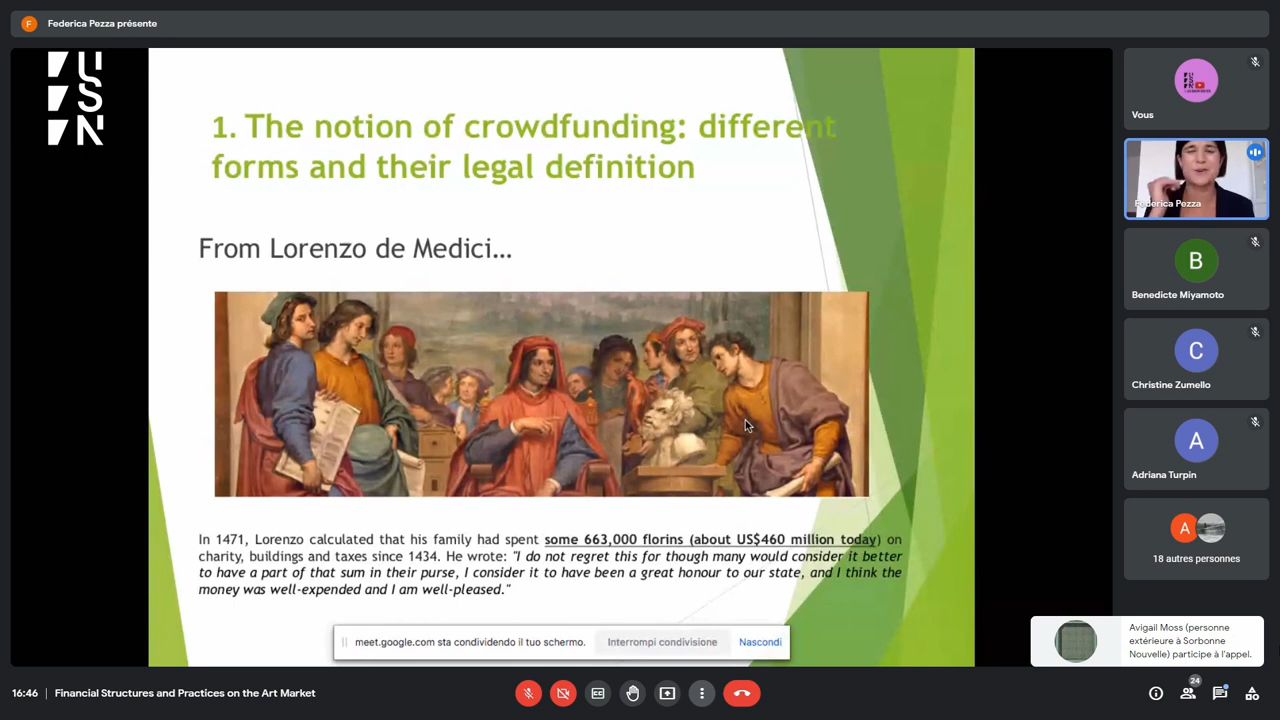 F Federica Pezza présente
USN
1. The notion of crowdfunding: different
forms and their legal definition
From Lorenzo de Medici…
In 1471, Lorenzo calculated that his family had spent some 663,000 florins (about US$460 million today) on
charity, buildings and taxes since 1434. He wrote: "I do not regret this for though many would consider it better
to have a part of that sum in their purse, I consider it to have been a great honour to our state, and I think the
money was well-expended and I am well-pleased."
meet.google.com sta condividendo il tuo schermo. Interrompi condivisione Nascondi
Vous
Federica Pezza
B
Benedicte Miyamoto
C
Christine Zumello
A
Adriana Turpin
A
18 autres personnes
Avigail Moss (personne
extérieure à Sorbonne
Nouvelle) participe à l'appel.
16:46 | Financial Structures and Practices on the Art Market
24